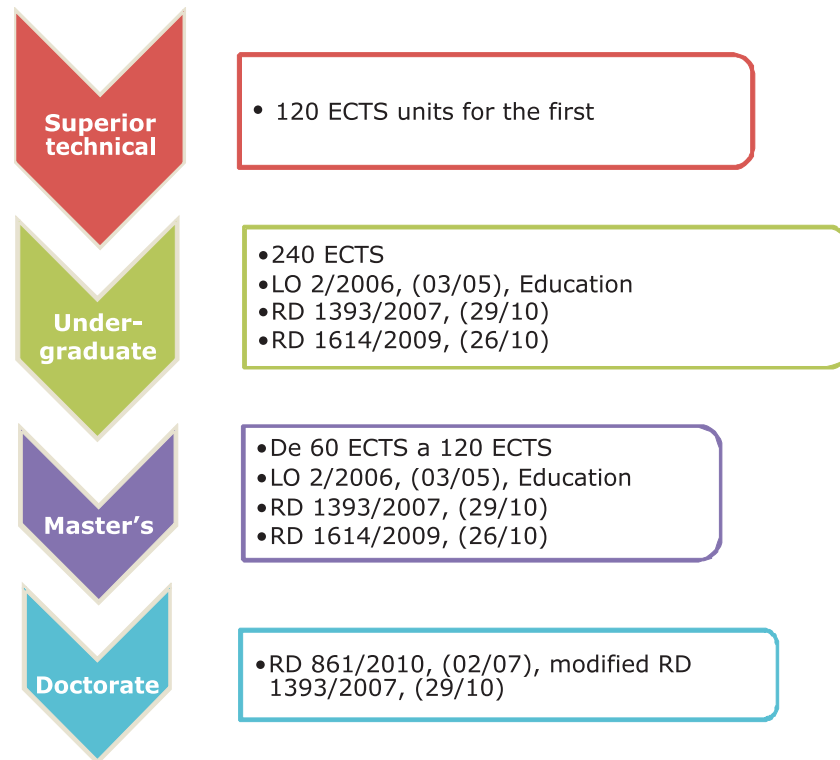 Superior
technical
• 120 ECTS units for the first
Under-
graduate
•240 ECTS
•LO 2/2006, (03/05), Education
•RD 1393/2007, (29/10)
•RD 1614/2009, (26/10)
Master's
•De 60 ECTS a 120 ECTS
•LO 2/2006, (03/05), Education
•RD 1393/2007, (29/10)
•RD 1614/2009, (26/10)
Doctorate
•RD 861/2010, (02/07), modified RD
1393/2007, (29/10)